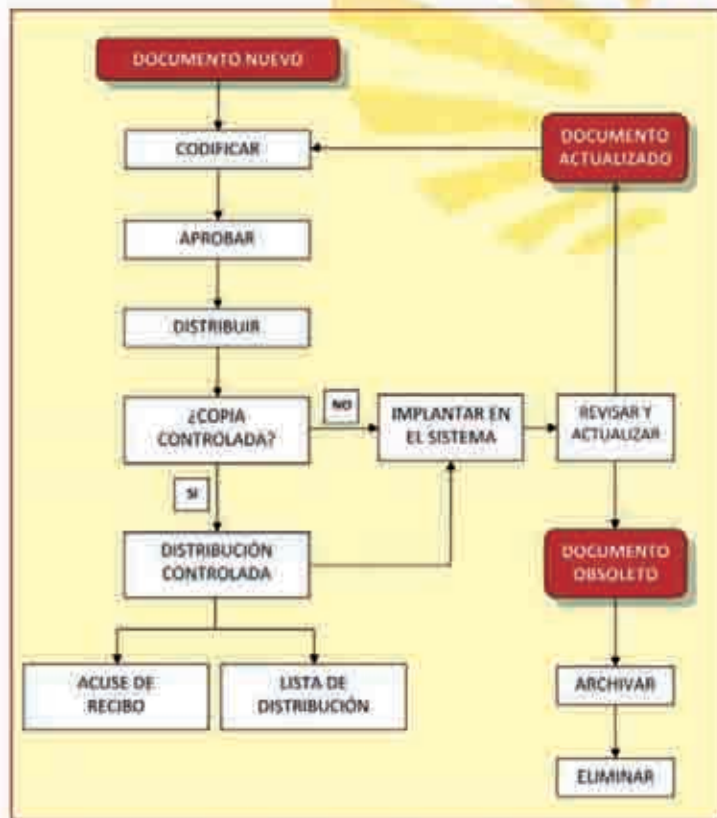 DOCUMENTO NUEVO
CODIFICAR
DOCUMENTO
ACTUALIZADO
APROBAR
DISTRIBUIR
¿COPIA
CONTROLADA?
NO
IMPLANTAR EN
EL SISTEMA
REVISAR Y
ACTUALIZAR
SI
DISTRIBUCIÓN
CONTROLADA
DOCUMENTO
OBSOLETO
ACUSE DE
RECIBO
LISTA DE
DISTRIBUCIÓN
ARCHIVAR
ELIMINAR